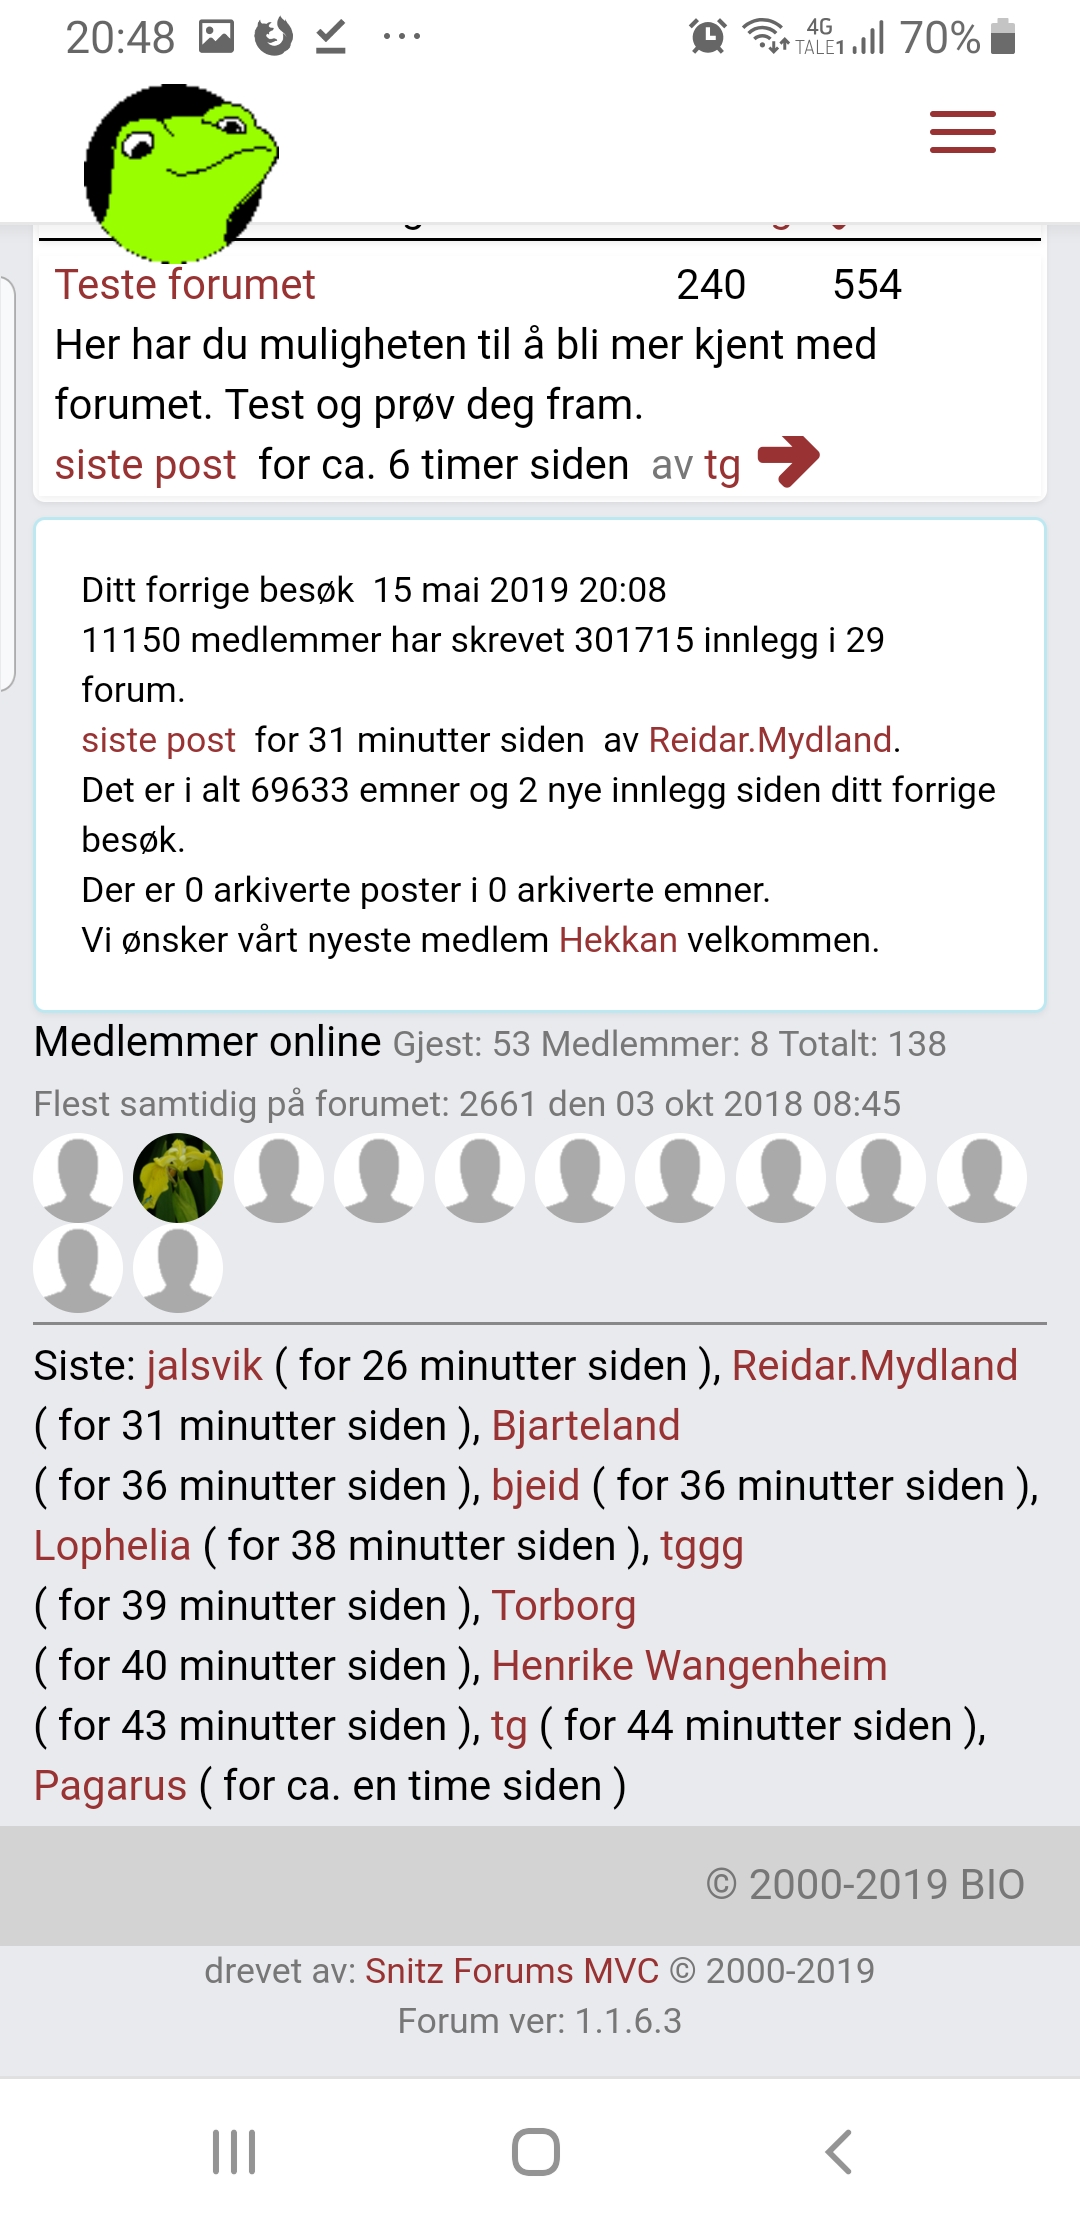 20:48 4G TALE1 70%
Teste forumet 240 554
Her har du muligheten til å bli mer kjent med
forumet. Test og prøv deg fram.
siste post for ca. 6 timer siden av tg
Ditt forrige besøk 15 mai 2019 20:08
11150 medlemmer har skrevet 301715 innlegg i 29
forum.
siste post for 31 minutter siden av Reidar.Mydland.
Det er i alt 69633 emner og 2 nye innlegg siden ditt forrige
besøk.
Der er 0 arkiverte poster i 0 arkiverte emner.
Vi ønsker vårt nyeste medlem Hekkan velkommen.
Medlemmer online Gjest: 53 Medlemmer: 8 Totalt: 138
Flest samtidig på forumet: 2661 den 03 okt 2018 08:45
Siste: jalsvik ( for 26 minutter siden ), Reidar.Mydland
( for 31 minutter siden ), Bjarteland
( for 36 minutter siden ), bjeid ( for 36 minutter siden ),
Lophelia ( for 38 minutter siden ), tggg
( for 39 minutter siden ), Torborg
( for 40 minutter siden ), Henrike Wangenheim
( for 43 minutter siden ), tg ( for 44 minutter siden ),
Pagarus ( for ca. en time siden )
© 2000-2019 BIO
drevet av: Snitz Forums MVC © 2000-2019
Forum ver: 1.1.6.3